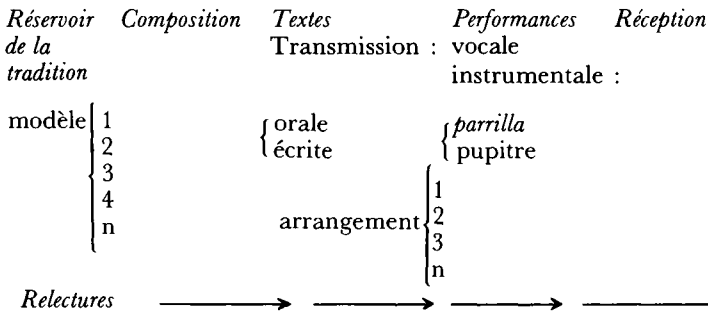 Réservoir Composition Textes Performances Réception
de la Transmission : vocale
tradition instrumentale :
modèle 1 orale parrilla
2 écrite pupitre
3
4 1
n arrangement 2
3
n
Relectures